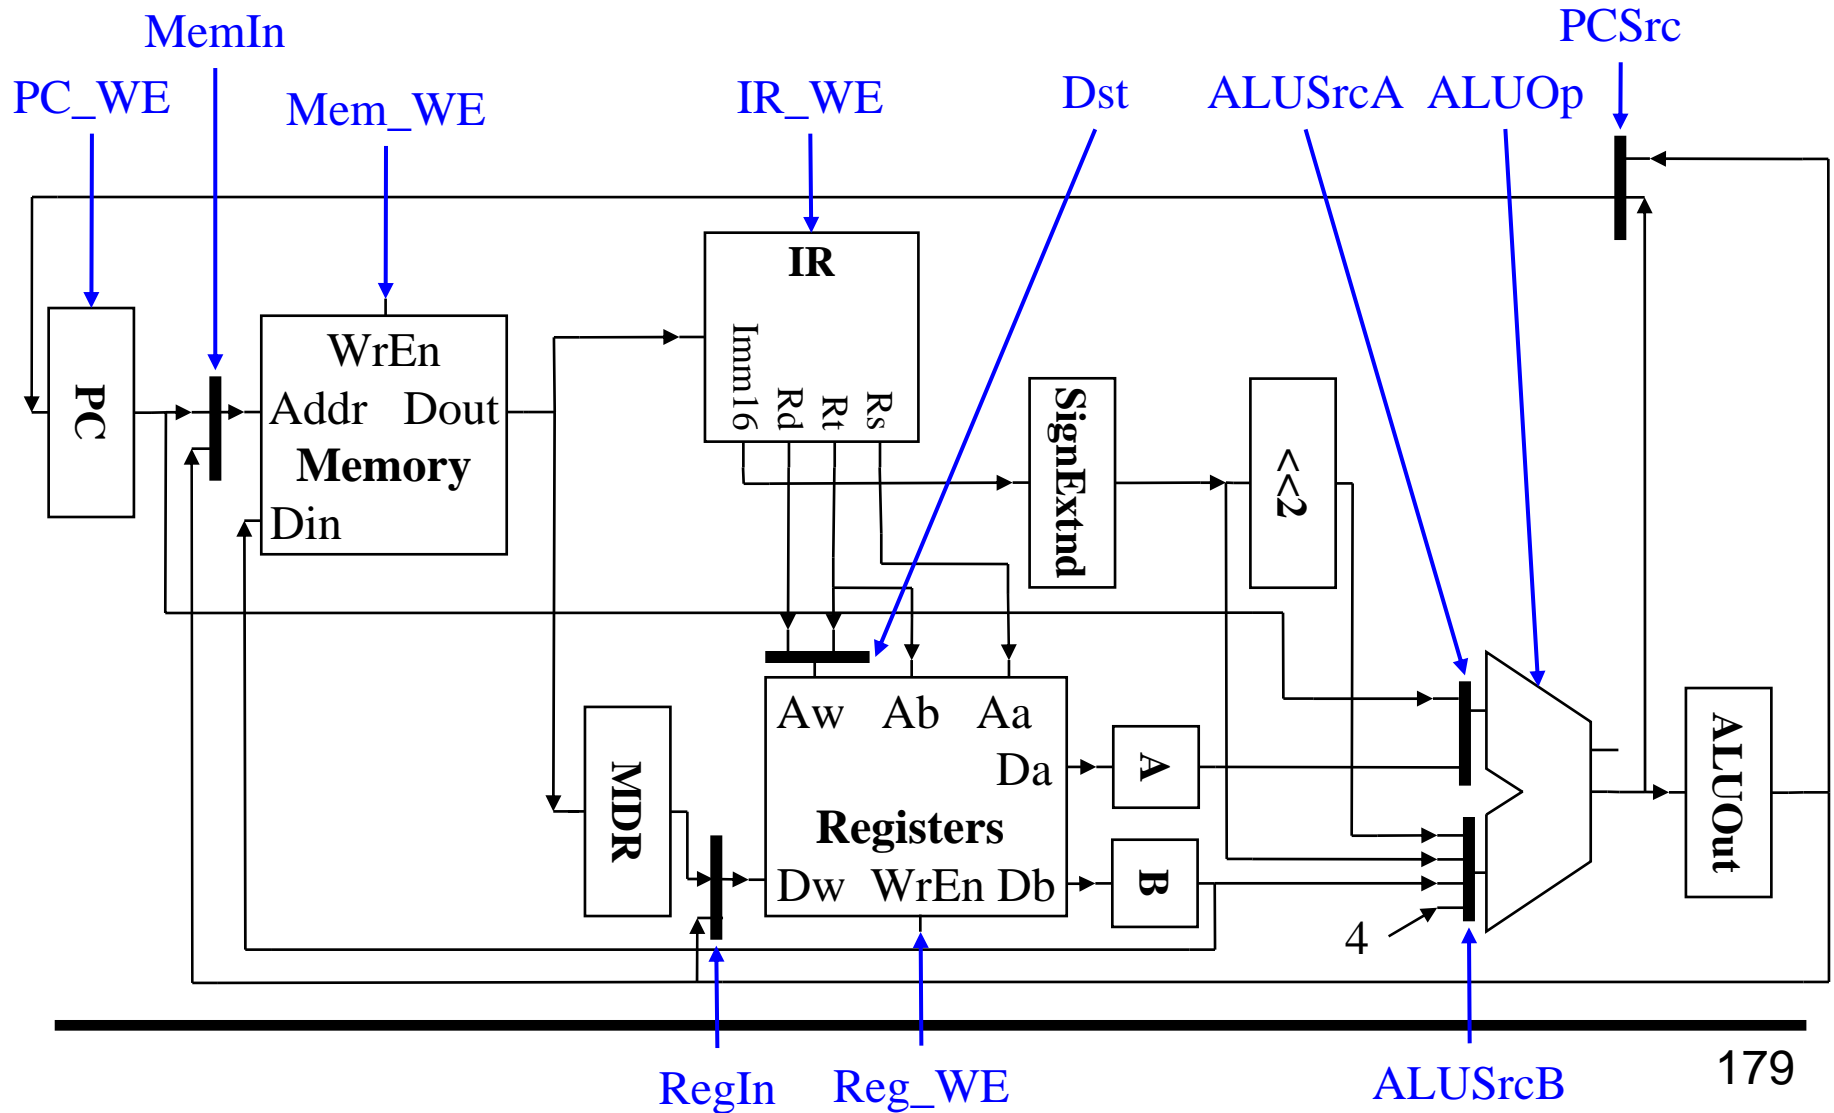 MemIn
PCSrc
PC_WE
Mem_WE
IR_WE
Dst
ALUSrcA
ALUOp
IR
Imm16
Rd
Rt
Rs
PC
WrEn
Addr
Dout
Memory
Din
SignExtnd
<<2
Aw
Ab
Aa
Da
Registers
Dw
WrEn
Db
MDR
A
B
4
ALUOut
RegIn
Reg_WE
ALUSrcB
179